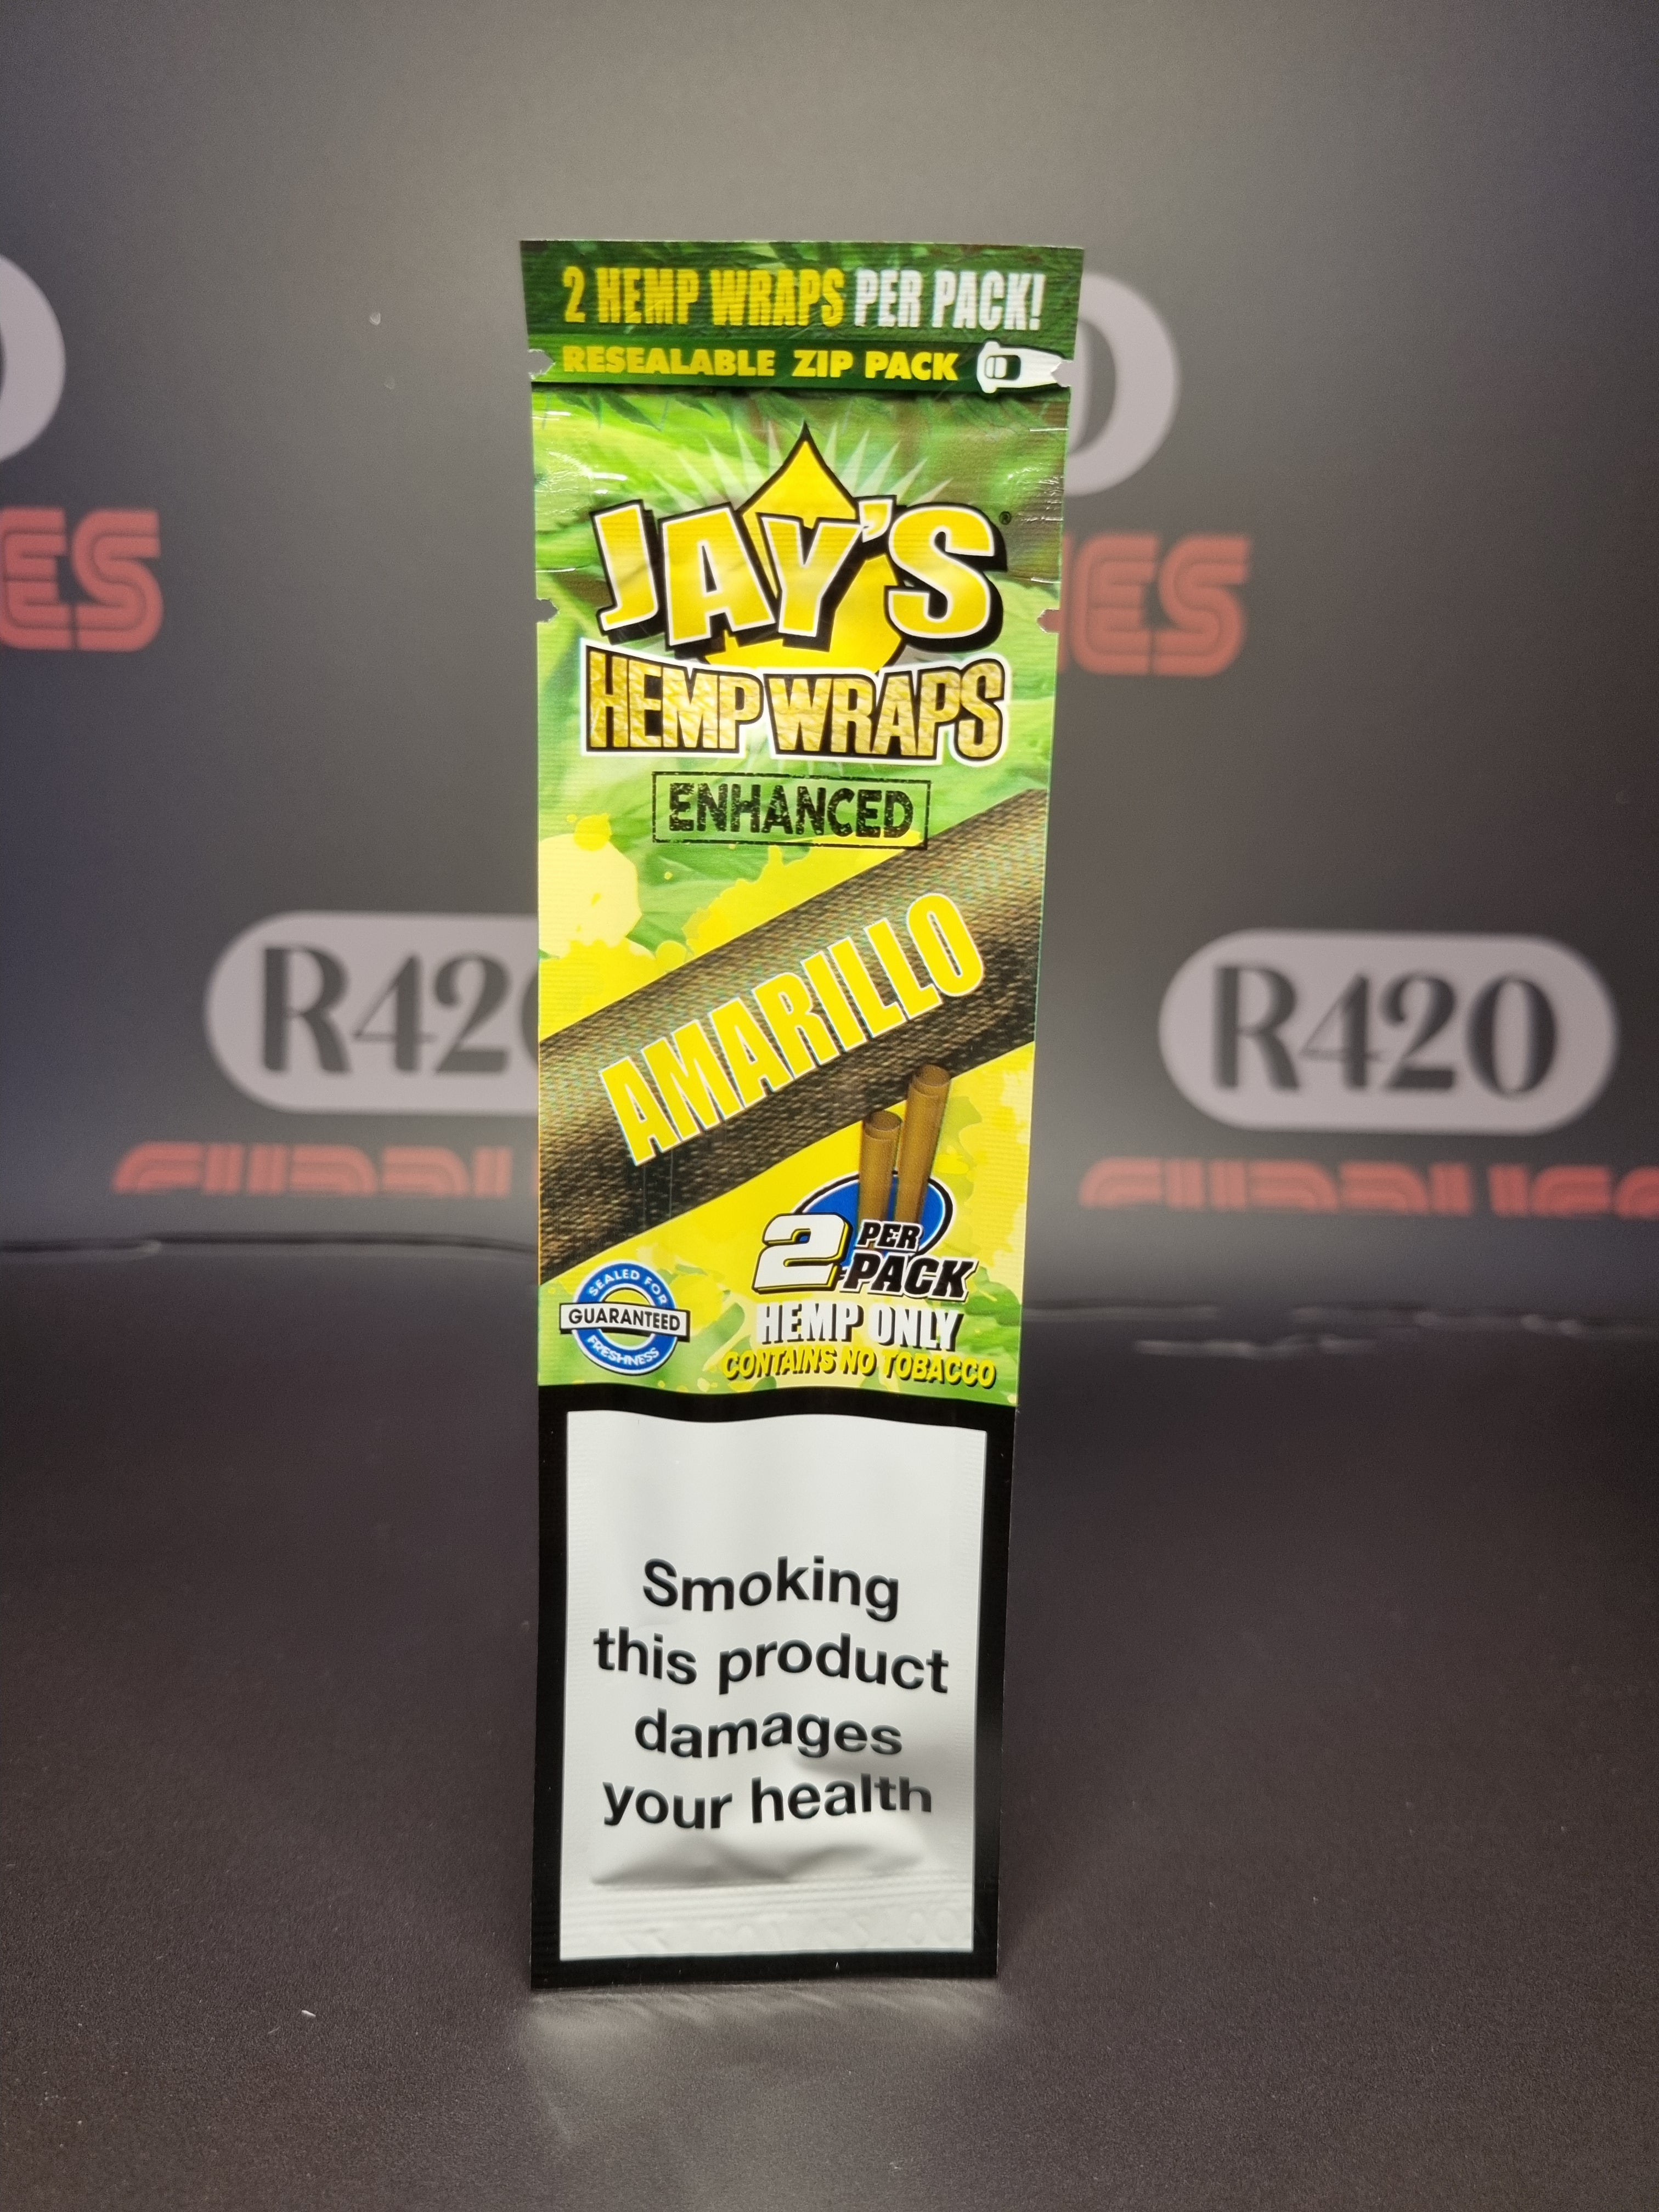 2 HEMP WRAPS PER PACK!
RESEALABLE ZIP PACK
JAY'S®
HEMP WRAPS
ENHANCED
AMARILLO
2 PER
PACK
SEALED FOR
GUARANTEED
FRESHNESS
HEMP ONLY
CONTAINS NO TOBACCO
Smoking
this product
damages
your health
R420
R420